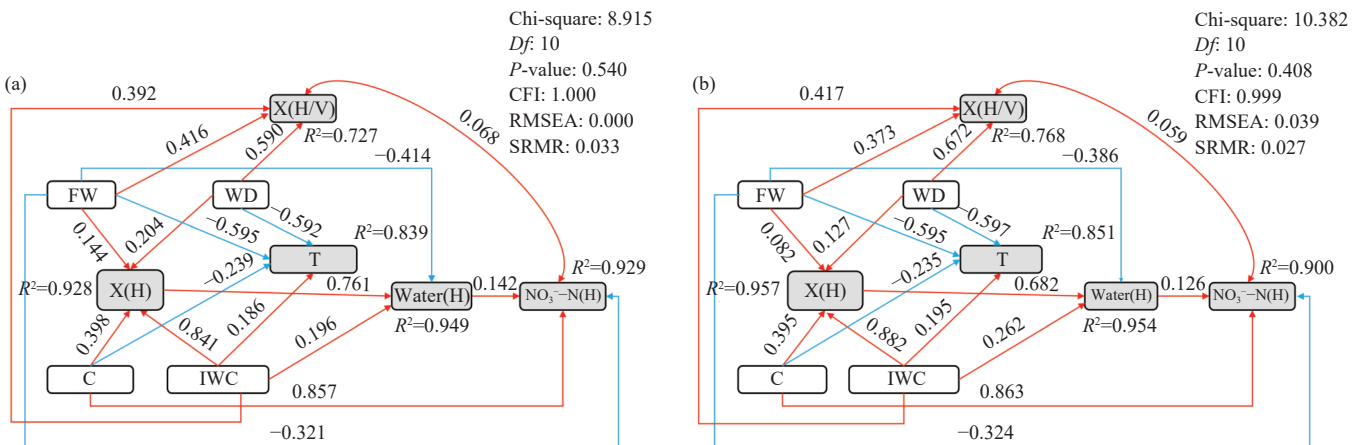 (a)
Chi-square: 8.915
Df: 10
P-value: 0.540
CFI: 1.000
RMSEA: 0.000
SRMR: 0.033
0.392
X(H/V)
R²=0.727
0.068
0.416
0.590
−0.414
FW
WD
−0.592
R²=0.839
0.144
0.204
−0.595
T
−0.239
R²=0.929
R²=0.928
X(H)
0.761
Water(H)
0.142
NO₃⁻−N(H)
0.398
0.841
0.186
0.196
R²=0.949
C
IWC
0.857
−0.321
(b)
Chi-square: 10.382
Df: 10
P-value: 0.408
CFI: 0.999
RMSEA: 0.039
SRMR: 0.027
0.417
X(H/V)
R²=0.768
0.059
0.373
0.672
−0.386
FW
WD
−0.597
R²=0.851
0.082
0.127
−0.595
T
−0.235
R²=0.900
R²=0.957
X(H)
0.682
Water(H)
0.126
NO₃⁻−N(H)
0.395
0.882
0.195
0.262
R²=0.954
C
IWC
0.863
−0.324